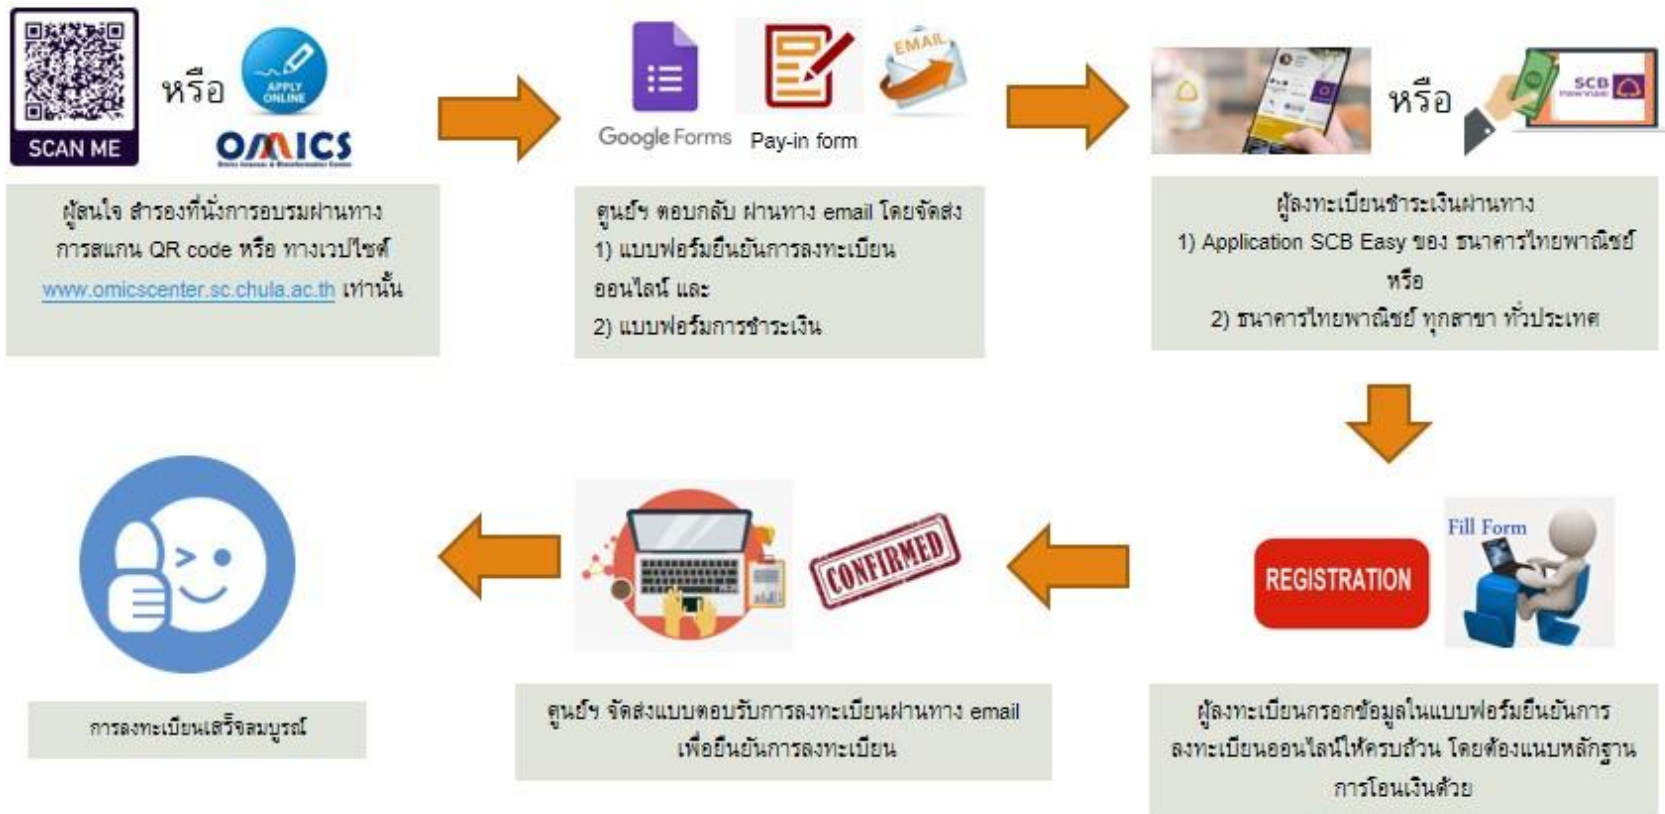 SCAN ME
หรือ
APPLY
ONLINE
OMICS
Google Forms
Pay-in form
EMAIL
หรือ
SCB
ผู้สนใจ สำรองที่นั่งการอบรมผ่านทาง
การสแกน QR code หรือ ทางเวปไซต์
www.omicscenter.sc.chula.ac.th เท่านั้น
ศูนย์ฯ ตอบกลับ ผ่านทาง email โดยจัดส่ง
1) แบบฟอร์มยืนยันการลงทะเบียน
ออนไลน์ และ
2) แบบฟอร์มการชำระเงิน
ผู้ลงทะเบียนชำระเงินผ่านทาง
1) Application SCB Easy ของ ธนาคารไทยพาณิชย์
หรือ
2) ธนาคารไทยพาณิชย์ ทุกสาขา ทั่วประเทศ
Fill Form
REGISTRATION
ผู้ลงทะเบียนกรอกข้อมูลในแบบฟอร์มยืนยันการ
ลงทะเบียนออนไลน์ให้ครบถ้วน โดยต้องแนบหลักฐาน
การโอนเงินด้วย
CONFIRMED
ศูนย์ฯ จัดส่งแบบตอบรับการลงทะเบียนผ่านทาง email
เพื่อยืนยันการลงทะเบียน
การลงทะเบียนเสร็จสมบูรณ์